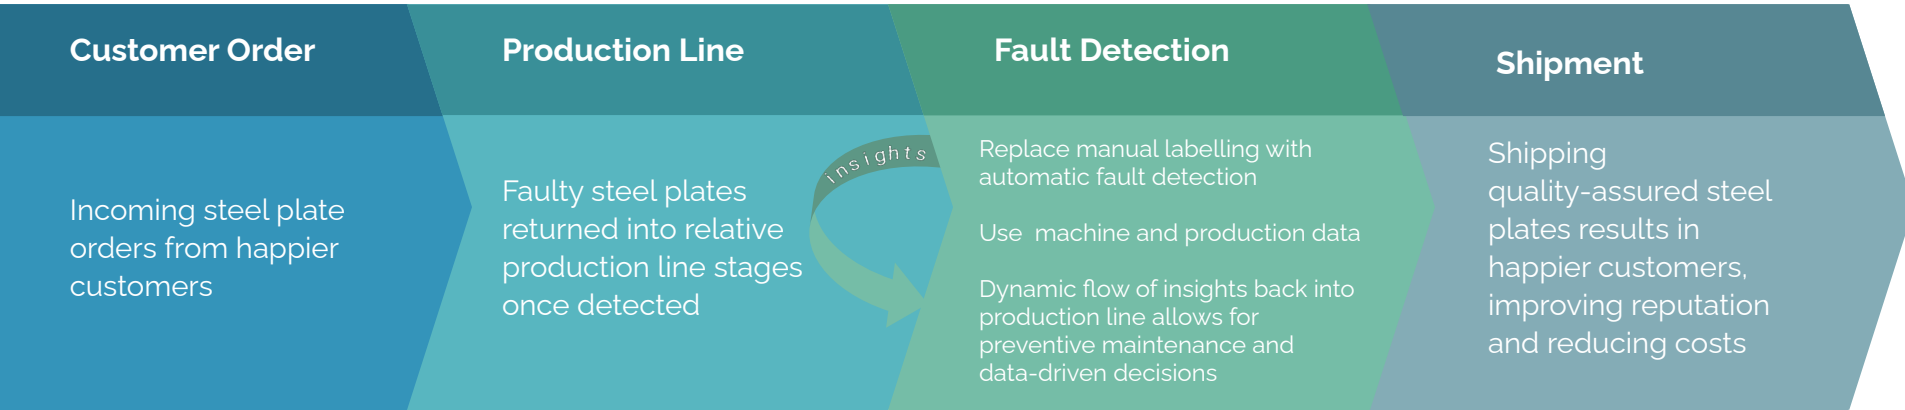 Customer Order
Incoming steel plate
orders from happier
customers
Production Line
Faulty steel plates
returned into relative
production line stages
once detected
insights
Fault Detection
Replace manual labelling with
automatic fault detection
Use  machine and production data
Dynamic flow of insights back into
production line allows for
preventive maintenance and
data-driven decisions
Shipment
Shipping
quality-assured steel
plates results in
happier customers,
improving reputation
and reducing costs